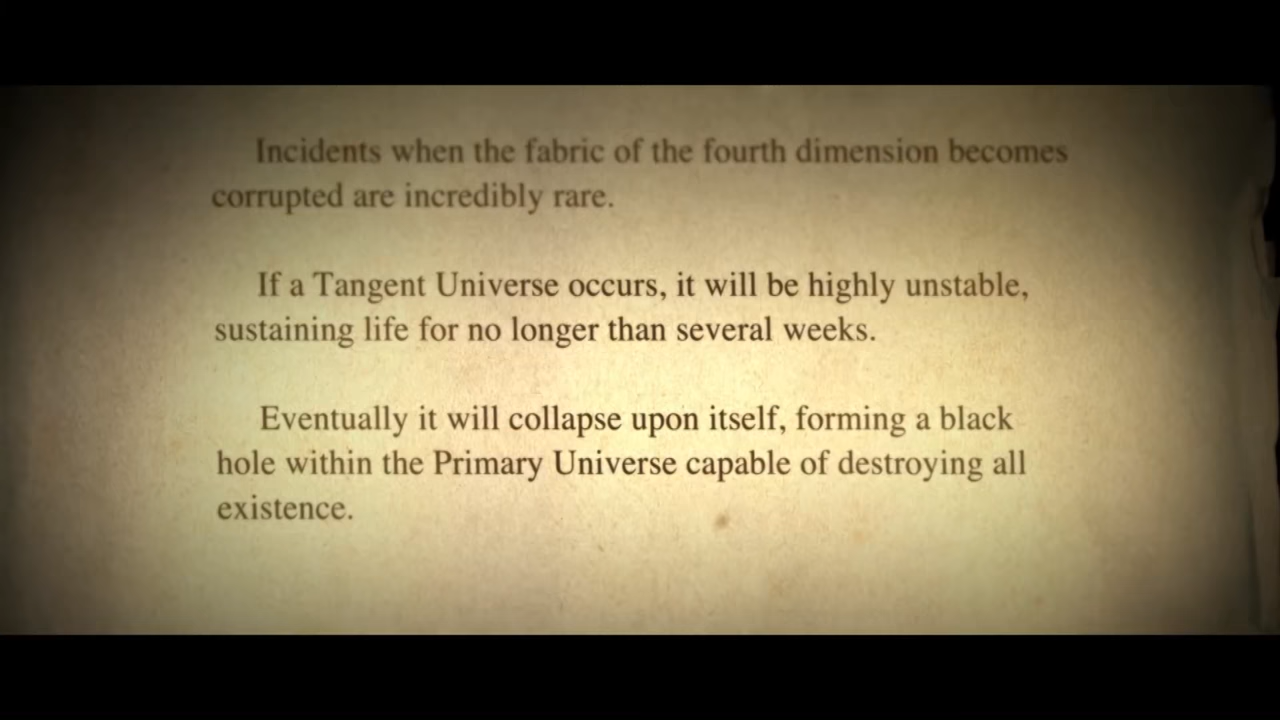 Incidents when the fabric of the fourth dimension becomes
corrupted are incredibly rare.
If a Tangent Universe occurs, it will be highly unstable,
sustaining life for no longer than several weeks.
Eventually it will collapse upon itself, forming a black
hole within the Primary Universe capable of destroying all
existence.